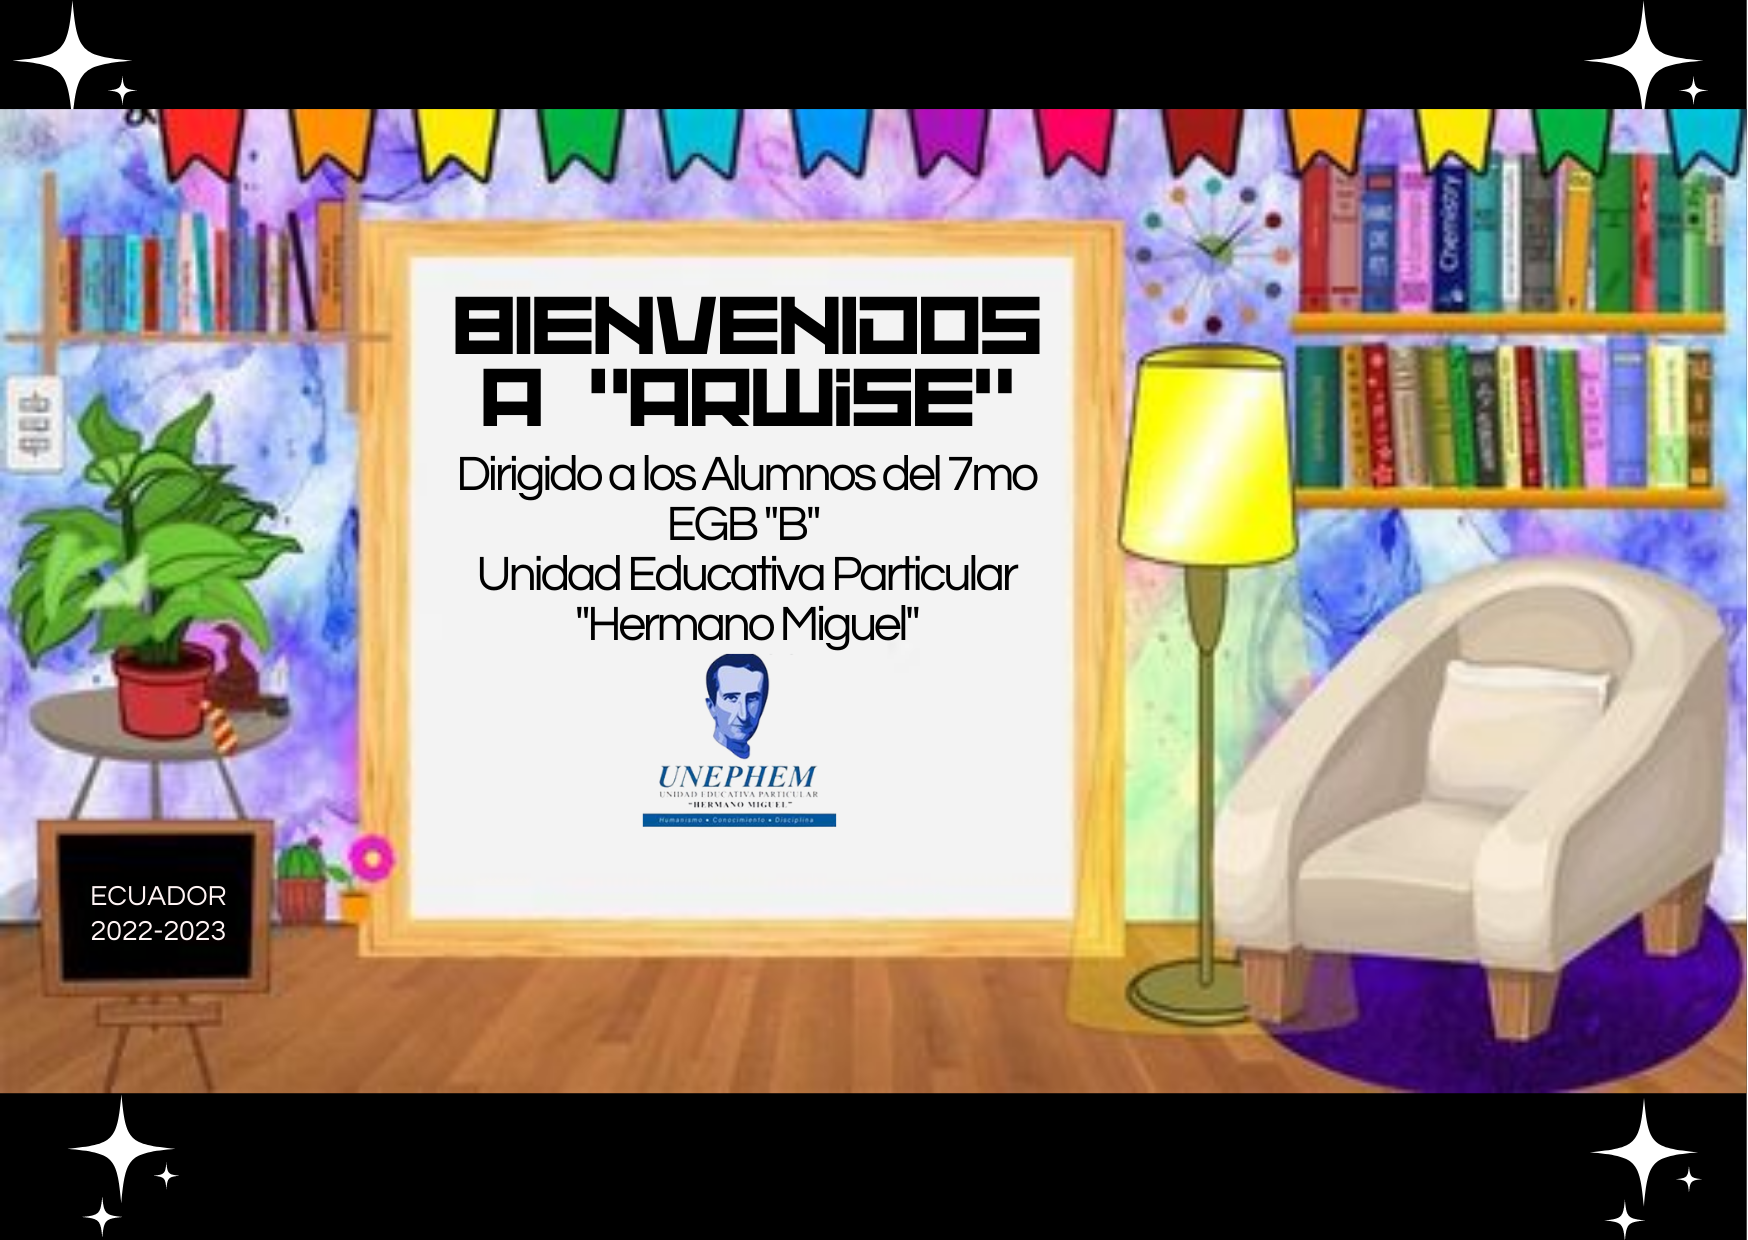 BIENVENIDOS
A "ARWiSE"
Dirigido a los Alumnos del 7mo
EGB "B"
Unidad Educativa Particular
"Hermano Miguel"
UNEPHEM
UNIDAD EDUCATIVA PARTICULAR
"HERMANO MIGUEL"
Humanismo • Conocimiento • Disciplina
Chemistry
ECUADOR
2022-2023